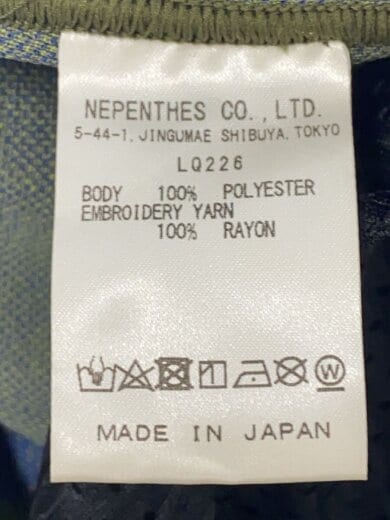 NEPENTHES CO., LTD.
5-44-1, JINGUMAE SHIBUYA, TOKYO
LQ226
BODY 100% POLYESTER
EMBROIDERY YARN
100% RAYON
W
MADE IN JAPAN